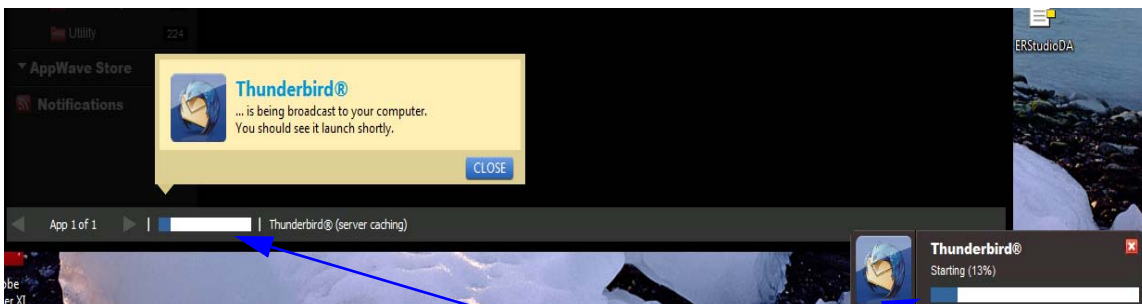 Utility 224
AppWave Store
Notifications
Thunderbird®
... is being broadcast to your computer.
You should see it launch shortly.
CLOSE
App 1 of 1
Thunderbird® (server caching)
ERStudioDA
Thunderbird®
Starting (13%)
er XI